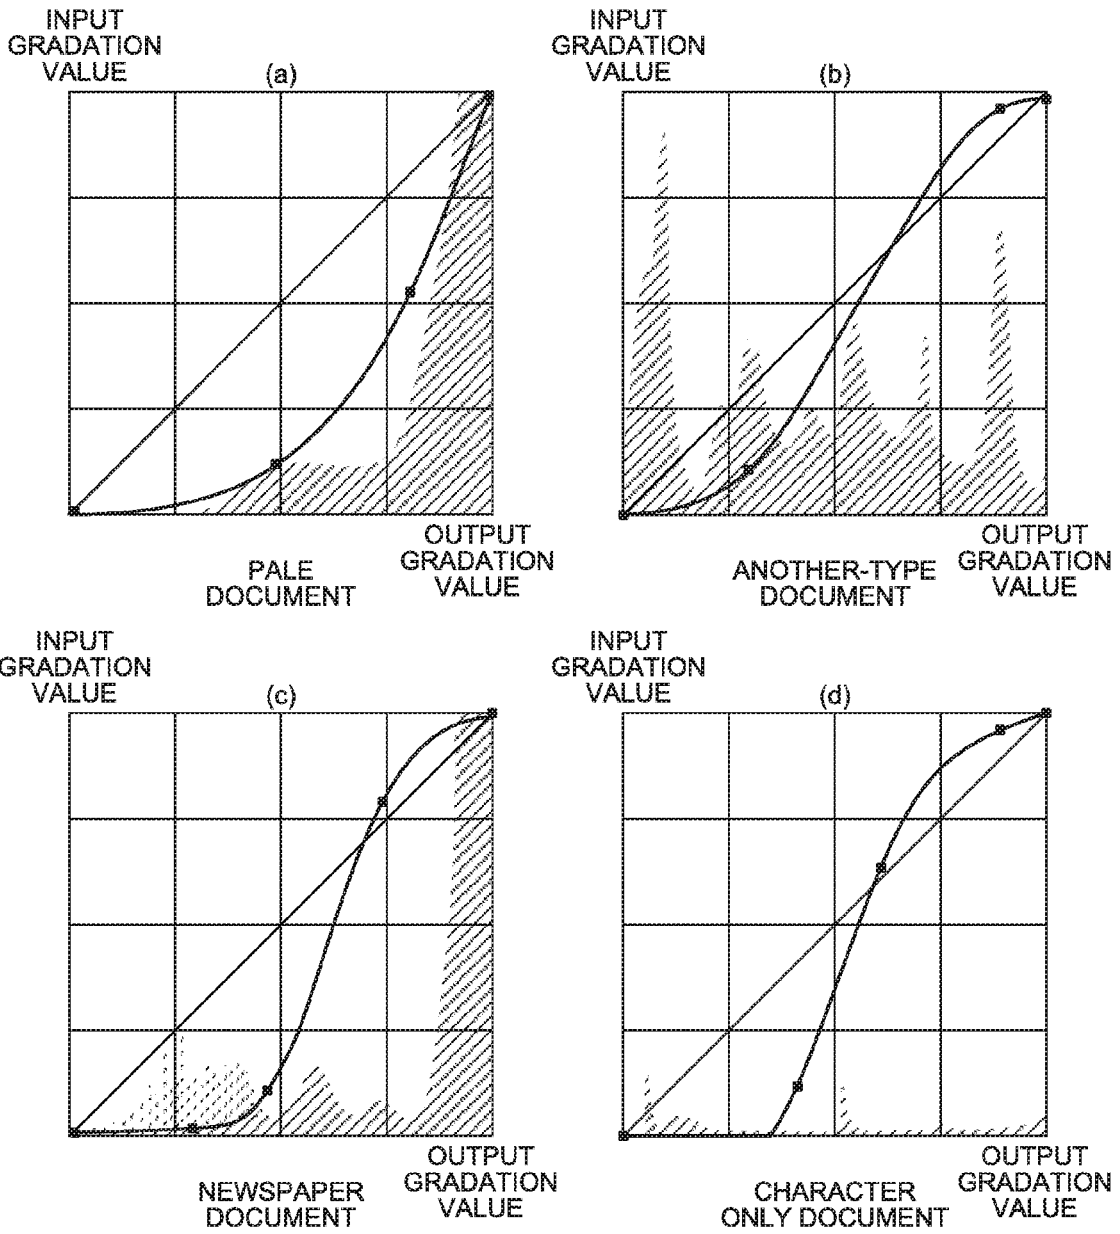 INPUT
GRADATION
VALUE
(a)
OUTPUT
GRADATION
VALUE
PALE
DOCUMENT
INPUT
GRADATION
VALUE
(b)
OUTPUT
GRADATION
VALUE
ANOTHER-TYPE
DOCUMENT
INPUT
GRADATION
VALUE
(c)
OUTPUT
GRADATION
VALUE
NEWSPAPER
DOCUMENT
INPUT
GRADATION
VALUE
(d)
OUTPUT
GRADATION
VALUE
CHARACTER
ONLY DOCUMENT